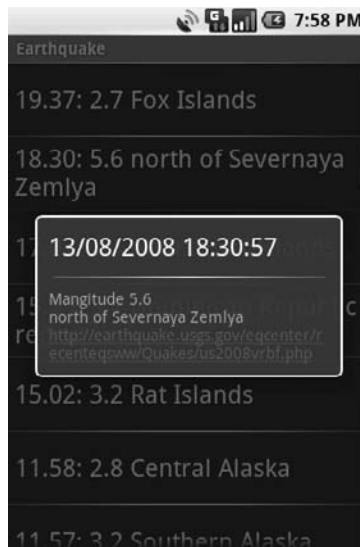 7:58 PM
Earthquake
19.37: 2.7 Fox Islands
18.30: 5.6 north of Severnaya
Zemlya
13/08/2008 18:30:57
Mangitude 5.6
north of Severnaya Zemlya
http://earthquake.usgs.gov/eqcenter/r
ecenteqsww/Quakes/us2008vrbf.php
15.02: 3.2 Rat Islands
11.58: 2.8 Central Alaska
11.57: 3.2 Southern Alaska